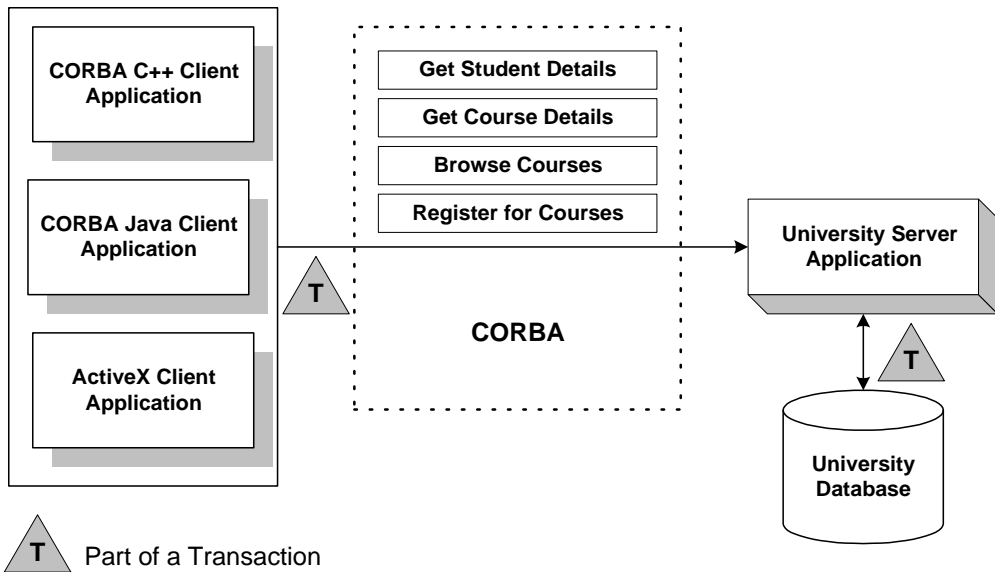 CORBA C++ Client
Application
CORBA Java Client
Application
ActiveX Client
Application
Get Student Details
Get Course Details
Browse Courses
Register for Courses
T
CORBA
University Server
Application
T
University
Database
T
Part of a Transaction